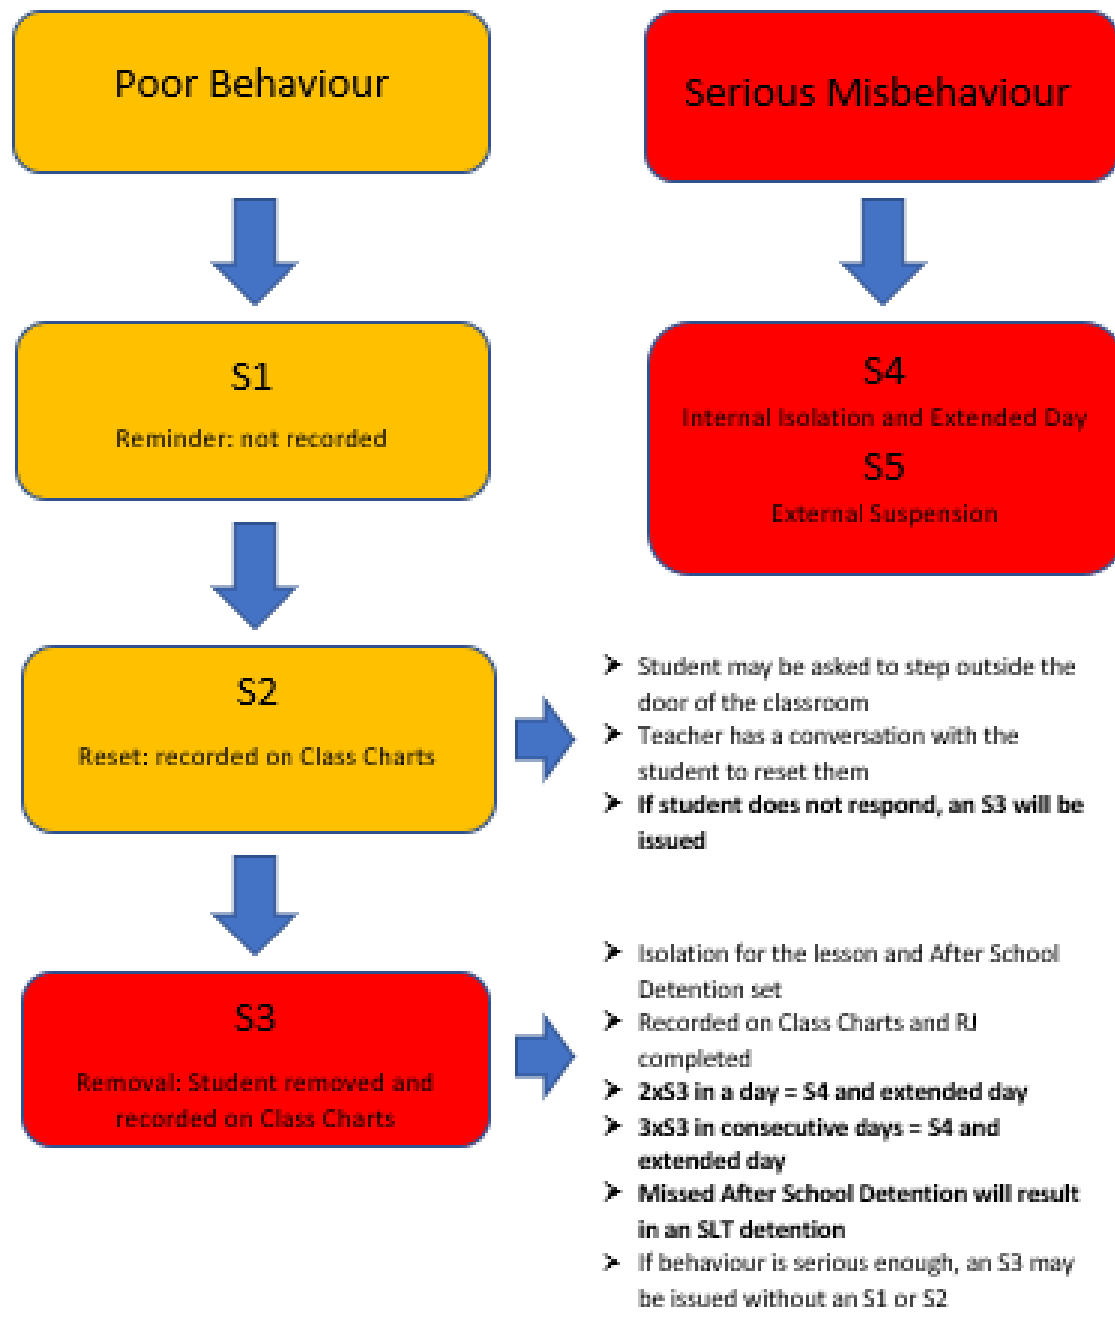 Poor Behaviour
Serious Misbehaviour
S1
Reminder: not recorded
S4
Internal Isolation and Extended Day
S5
External Suspension
S2
Reset: recorded on Class Charts
➤ Student may be asked to step outside the
door of the classroom
➤ Teacher has a conversation with the
student to reset them
➤ If student does not respond, an S3 will be
issued
S3
Removal: Student removed and
recorded on Class Charts
➤ Isolation for the lesson and After School
Detention set
➤ Recorded on Class Charts and RJ
completed
➤ 2xS3 in a day = S4 and extended day
➤ 3xS3 in consecutive days = S4 and
extended day
➤ Missed After School Detention will result
in an SLT detention
➤ If behaviour is serious enough, an S3 may
be issued without an S1 or S2